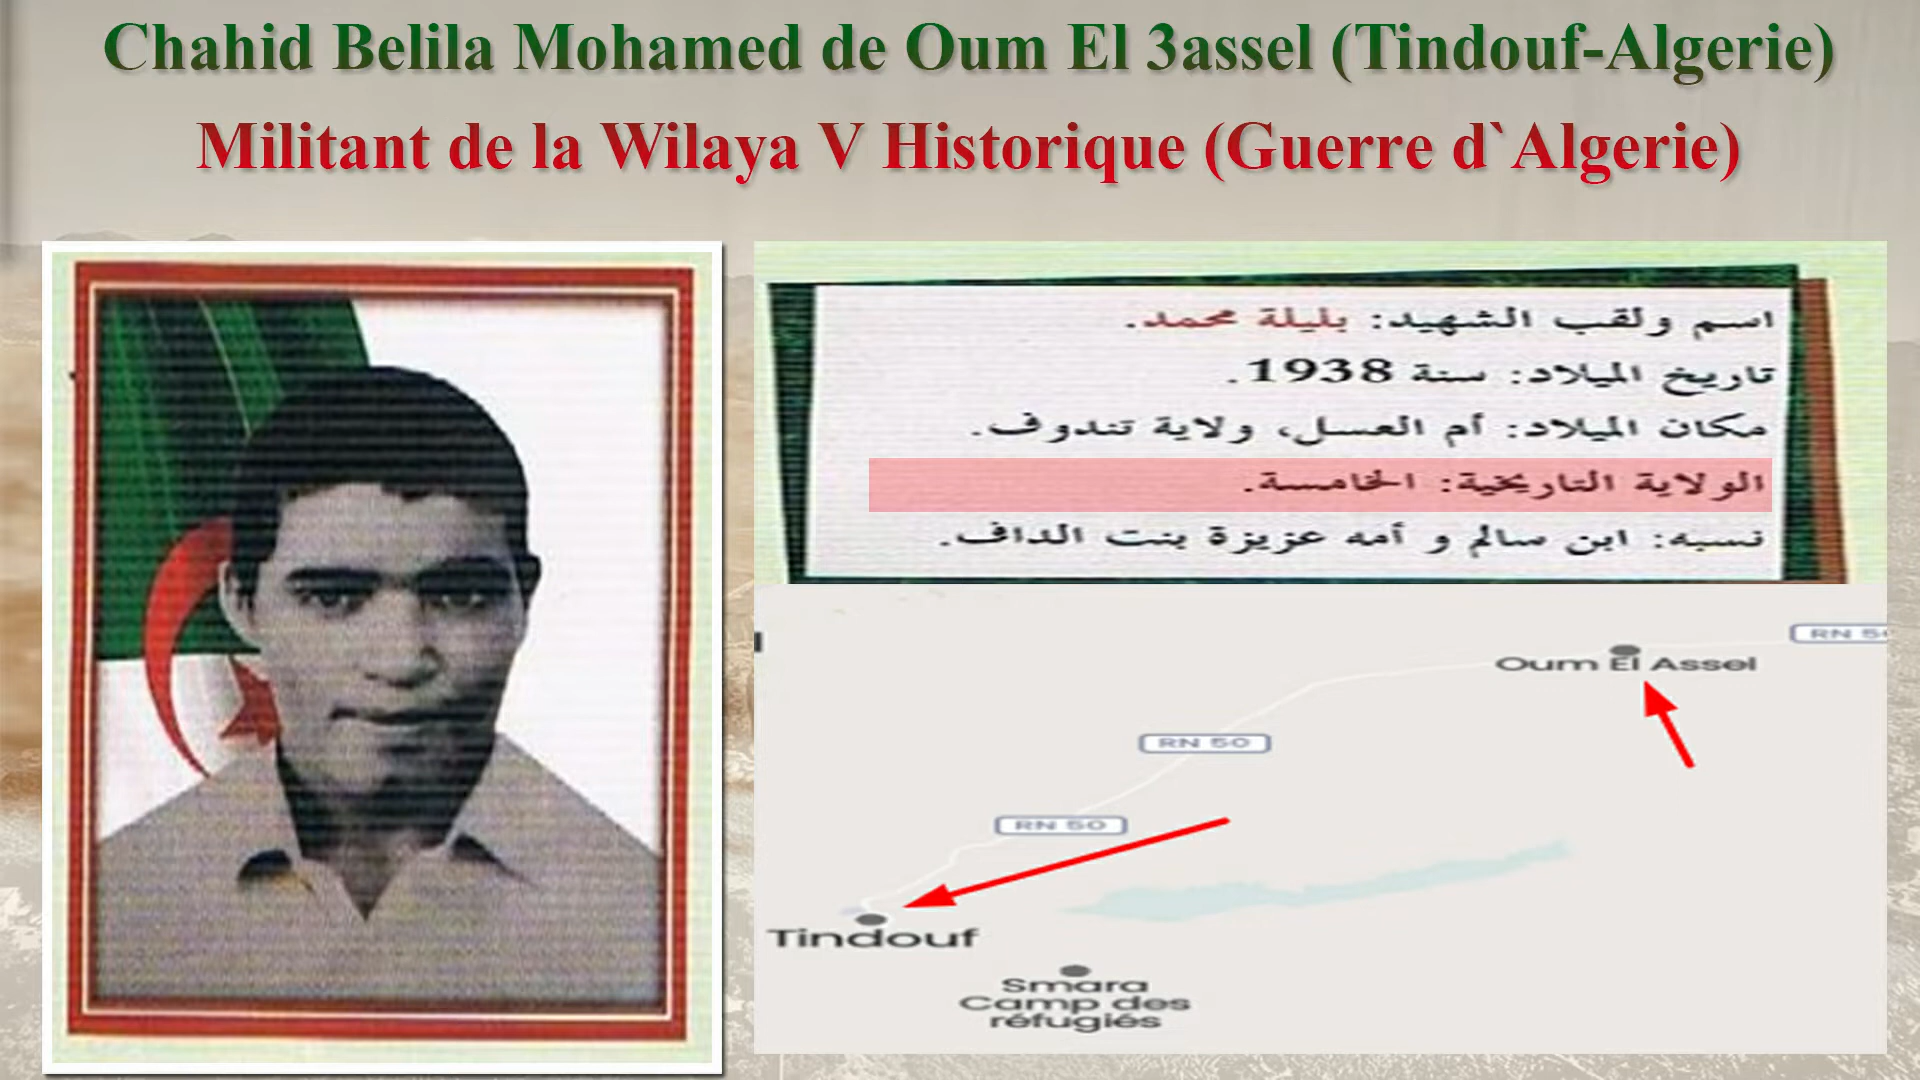 Chahid Belila Mohamed de Oum El 3assel (Tindouf-Algerie)
Militant de la Wilaya V Historique (Guerre d`Algerie)
اسم ولقب الشهيد: بليلة محمد.
تاريخ الميلاد: سنة 1938.
مكان الميلاد: أم العسل، ولاية تندوف.
الولاية التاريخية: الخامسة.
نسبه: ابن سالم و أمه عزيزة بنت الداف.
RN 50
Oum El Assel
RN 50
RN 50
Tindouf
Smara
Camp des
réfugiés